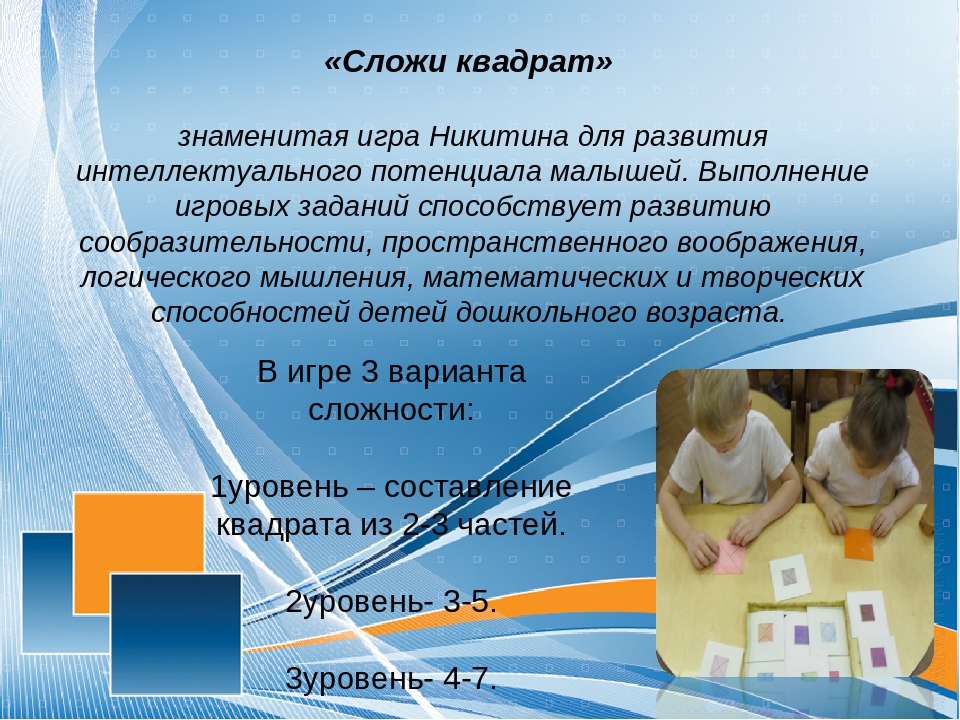 «Сложи квадрат»
знаменитая игра Никитина для развития
интеллектуального потенциала малышей. Выполнение
игровых заданий способствует развитию
сообразительности, пространственного воображения,
логического мышления, математических и творческих
способностей детей дошкольного возраста.
В игре 3 варианта
сложности:
1уровень – составление
квадрата из 2-3 частей.
2уровень- 3-5.
3уровень- 4-7.